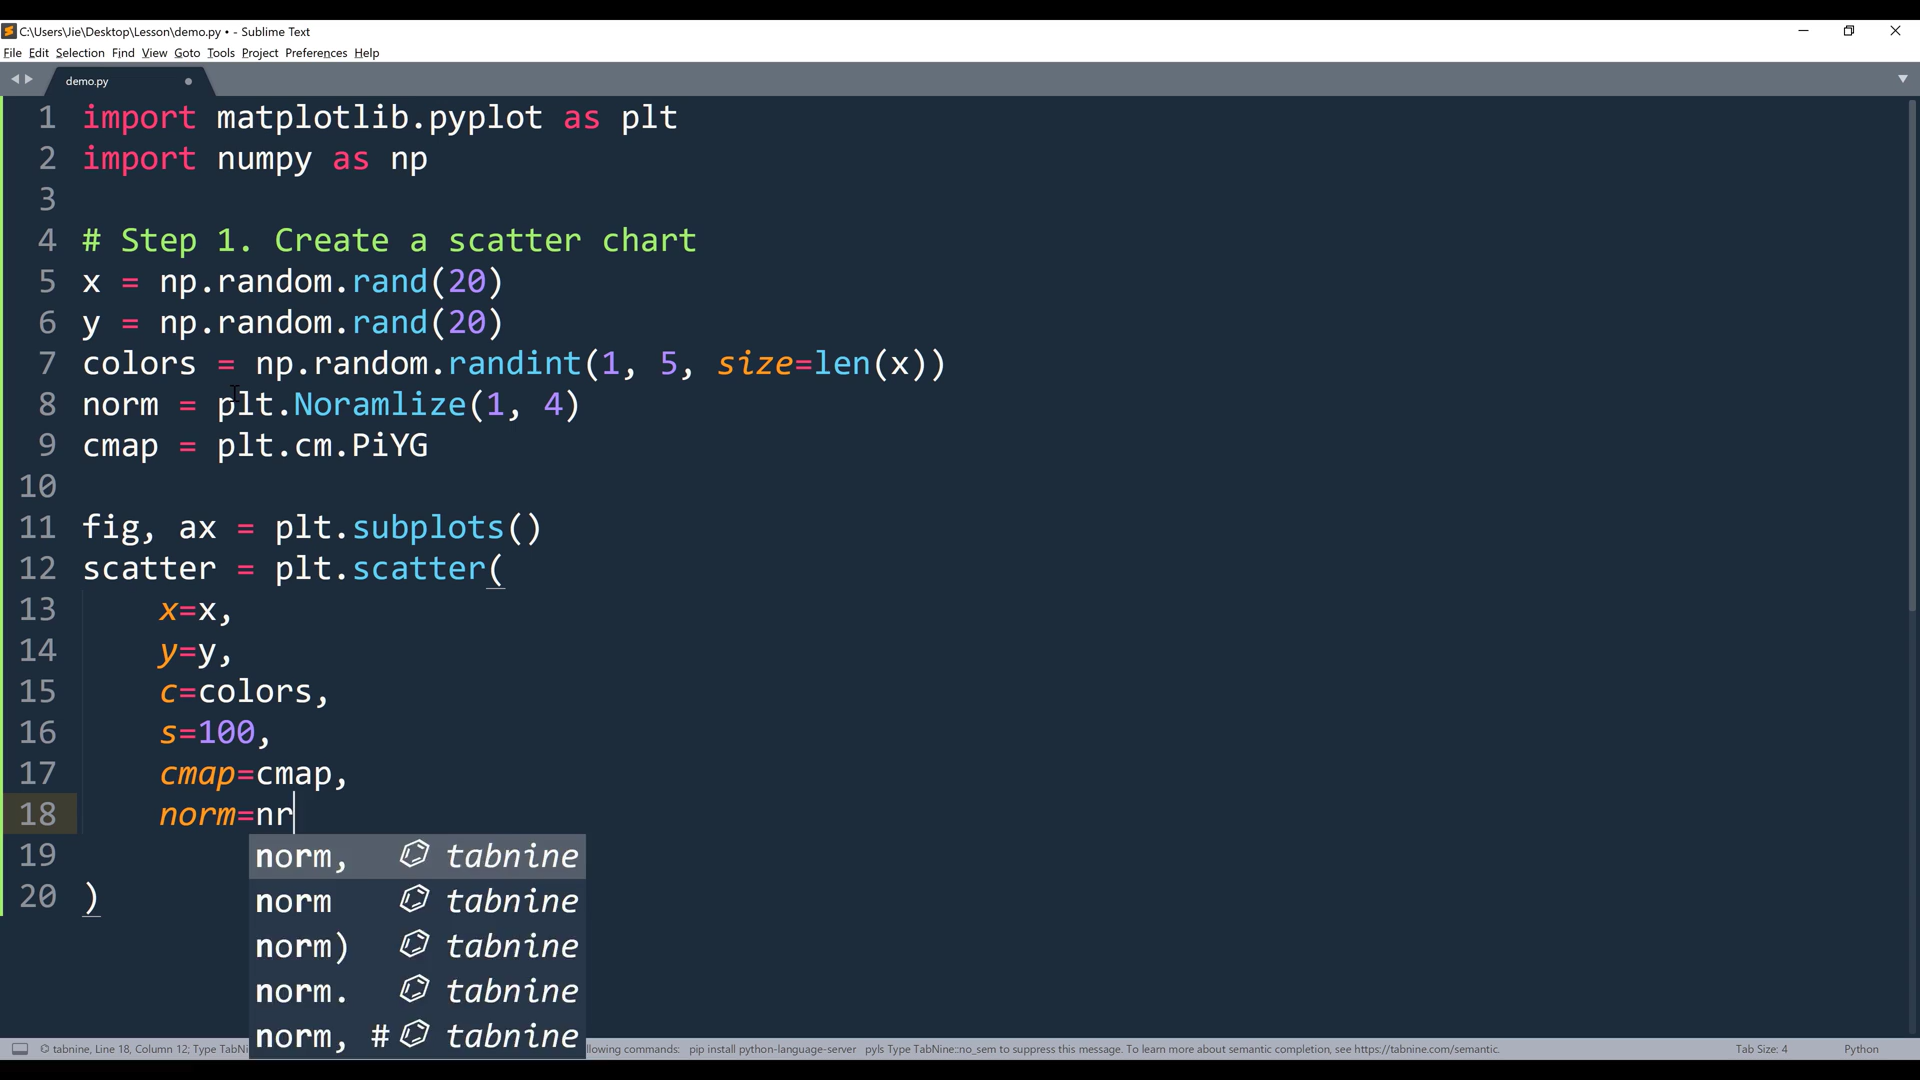 C:\Users\Jie\Desktop\Lesson\demo.py • - Sublime Text
File Edit Selection Find View Goto Tools Project Preferences Help
demo.py
1 import matplotlib.pyplot as plt
2 import numpy as np
3
4 # Step 1. Create a scatter chart
5 x = np.random.rand(20)
6 y = np.random.rand(20)
7 colors = np.random.randint(1, 5, size=len(x))
8 norm = plt.Noramlize(1, 4)
9 cmap = plt.cm.PiYG
10
11 fig, ax = plt.subplots()
12 scatter = plt.scatter(
13 x=x,
14 y=y,
15 c=colors,
16 s=100,
17 cmap=cmap,
18 norm=nr
19 norm, tabnine
norm tabnine
20 )
norm) tabnine
norm. tabnine
norm, # tabnine
tabnine, Line 18, Column 12; Type TabNi lowing commands: pip install python-language-server pyls Type TabNine::no_sem to suppress this message. To learn more about semantic completion, see https://tabnine.com/semantic. Tab Size: 4 Python